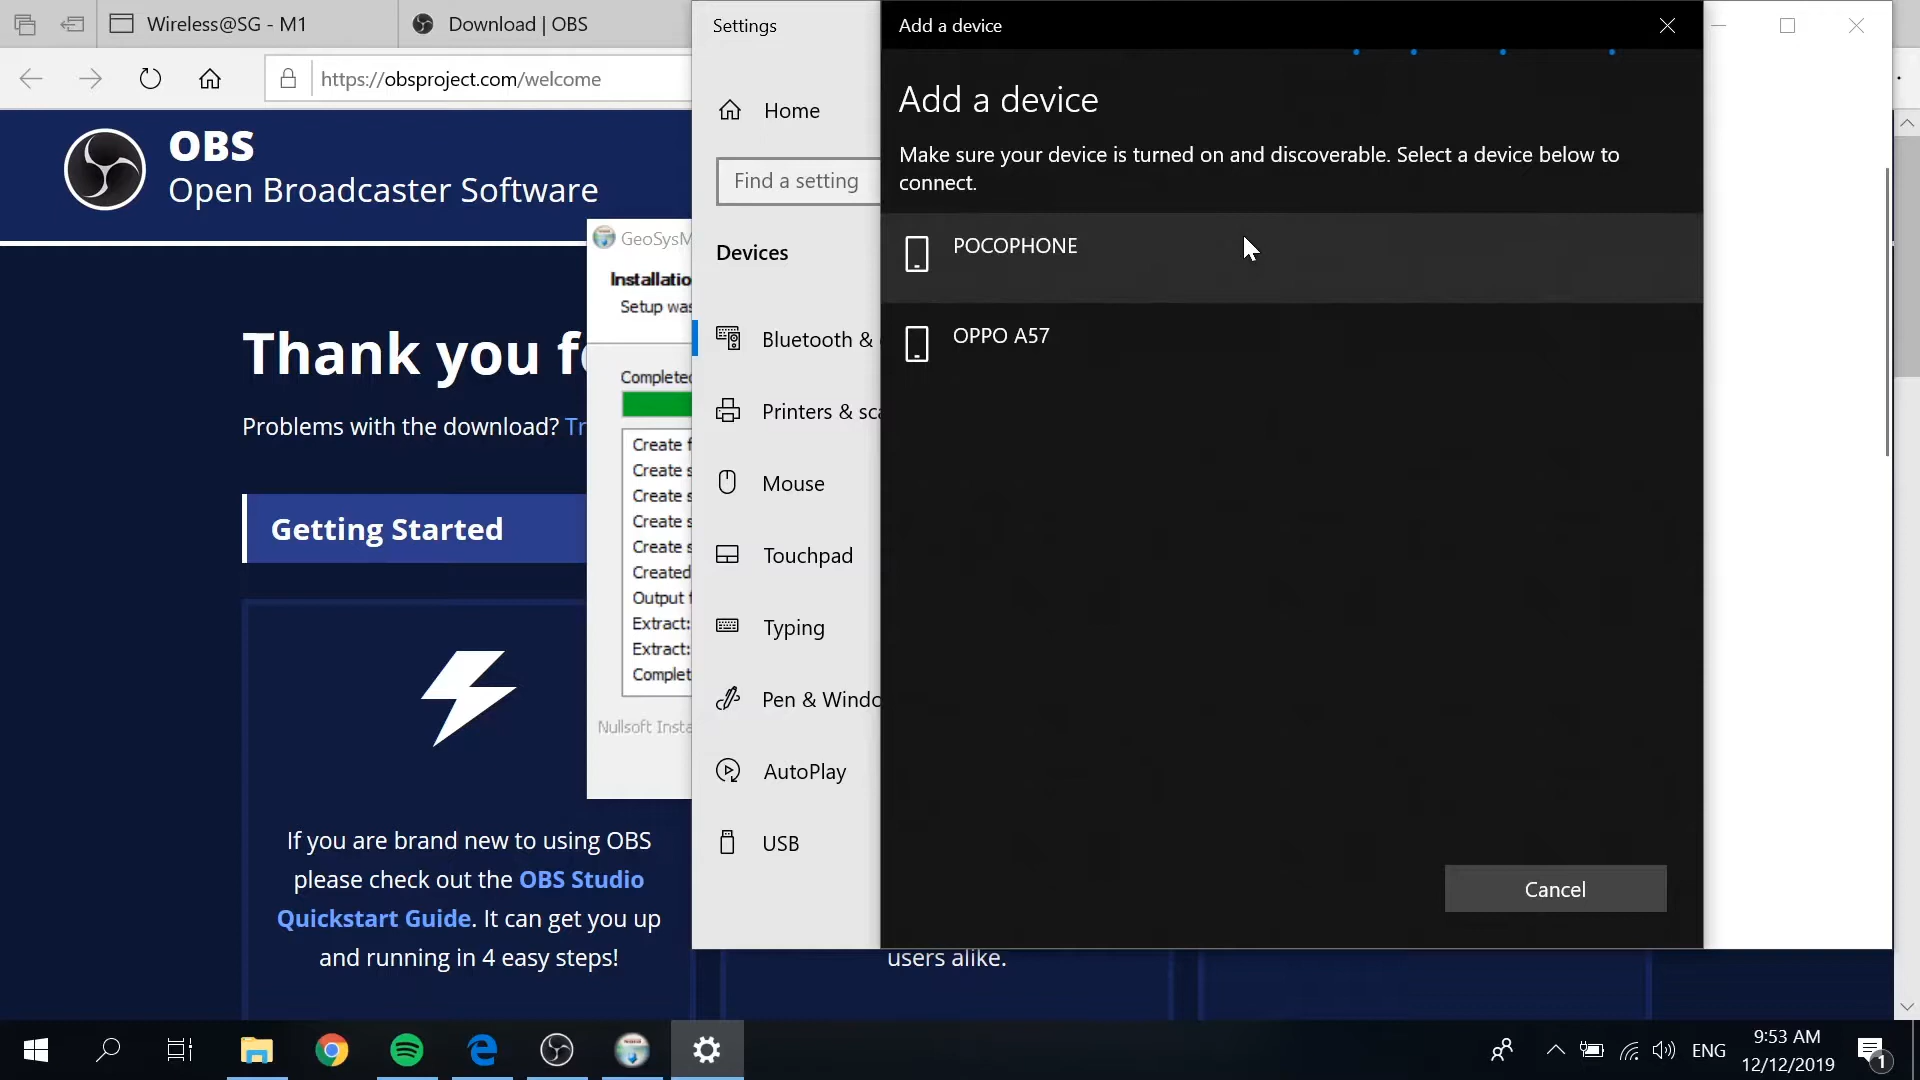 Wireless@SG - M1
Download | OBS
https://obsproject.com/welcome
OBS
Open Broadcaster Software
Thank you f
Problems with the download? Tr
Getting Started
If you are brand new to using OBS
please check out the OBS Studio
Quickstart Guide. It can get you up
and running in 4 easy steps!
users alike.
GeoSysM
Installatio
Setup was
Completed
Create f
Create s
Create s
Create s
Create s
Created
Output f
Extract:
Extract:
Complet
Nullsoft Insta
Settings
Home
Find a setting
Devices
Bluetooth &
Printers & sca
Mouse
Touchpad
Typing
Pen & Windo
AutoPlay
USB
Add a device
Add a device
Make sure your device is turned on and discoverable. Select a device below to
connect.
POCOPHONE
OPPO A57
Cancel
ENG
9:53 AM
12/12/2019
1